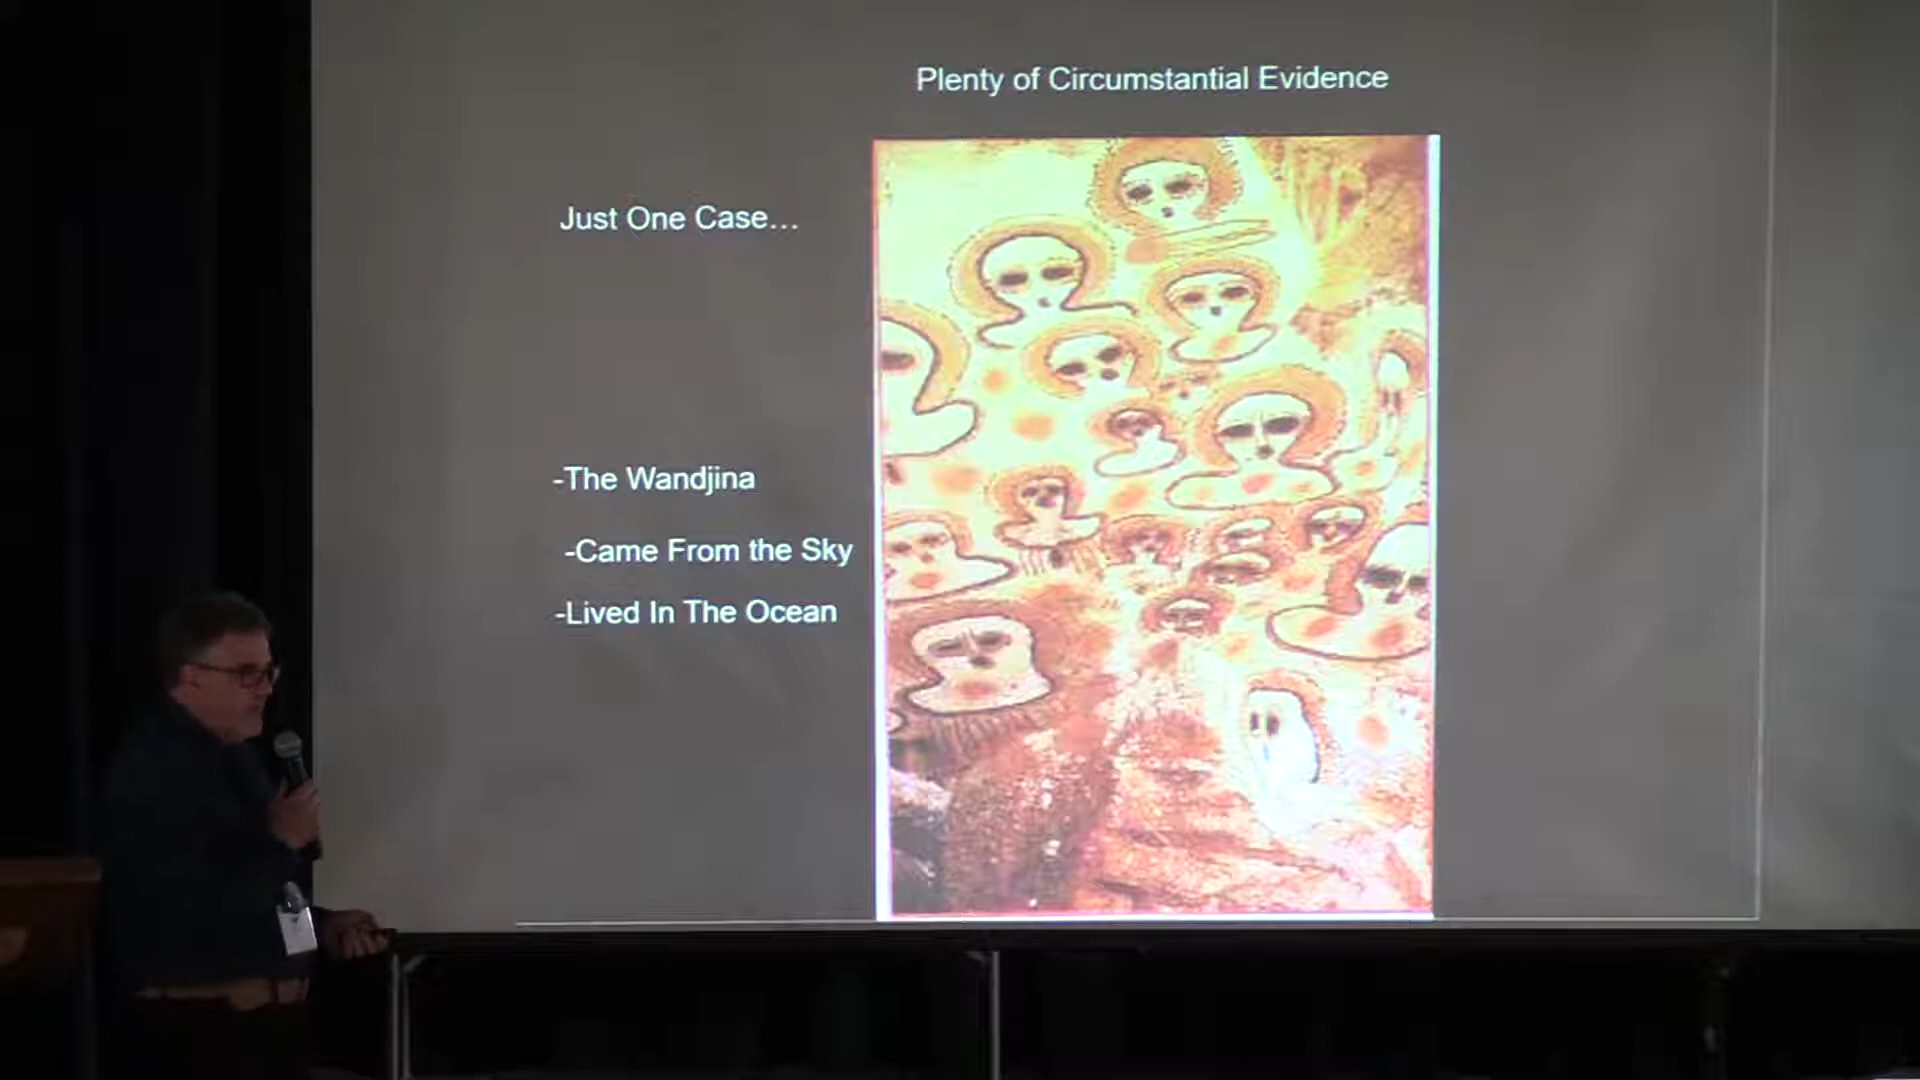 Plenty of Circumstantial Evidence
Just One Case…
-The Wandjina
-Came From the Sky
-Lived In The Ocean